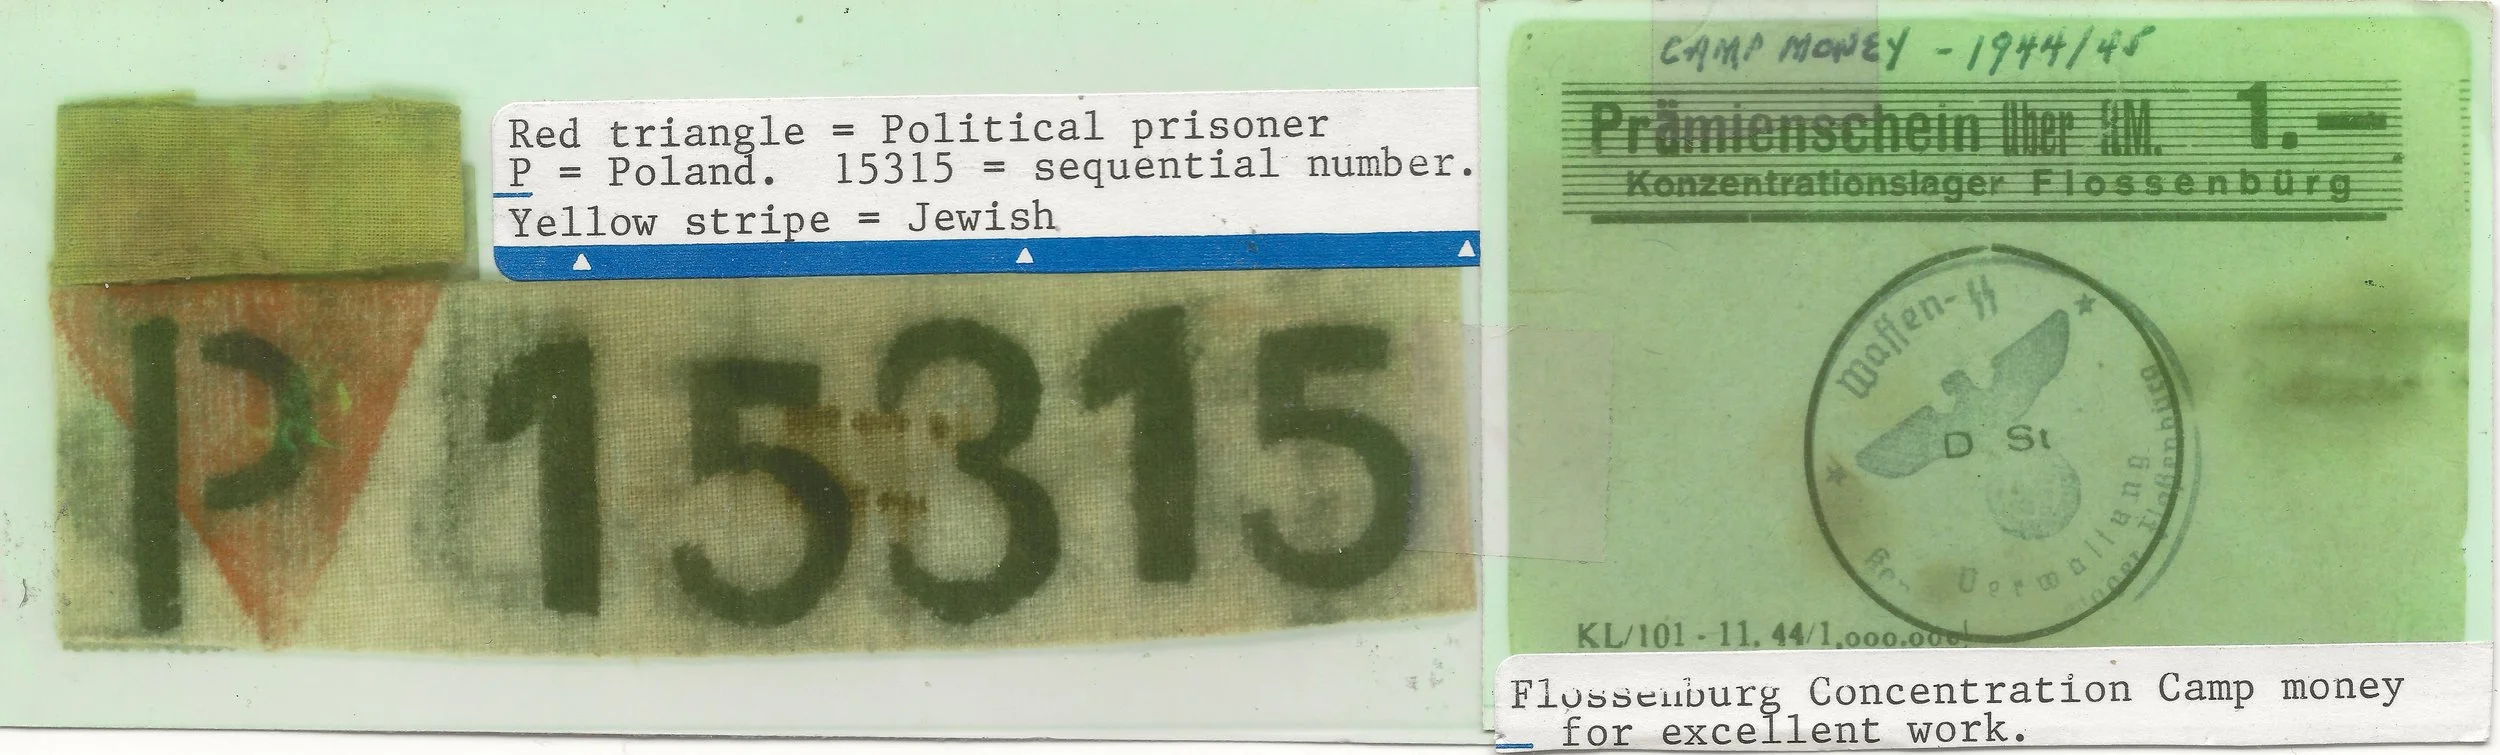 Red triangle = Political prisoner
P = Poland. 15315 = sequential number.
Yellow stripe = Jewish
P 15315
CAMP MONEY - 1944/45
Prämienschein über RM. 1.—
Konzentrationslager Flossenbürg
Waffen-SS
D St
Verwaltung
KL/101 - 11. 44/1,000.000
Flossenburg Concentration Camp money
for excellent work.